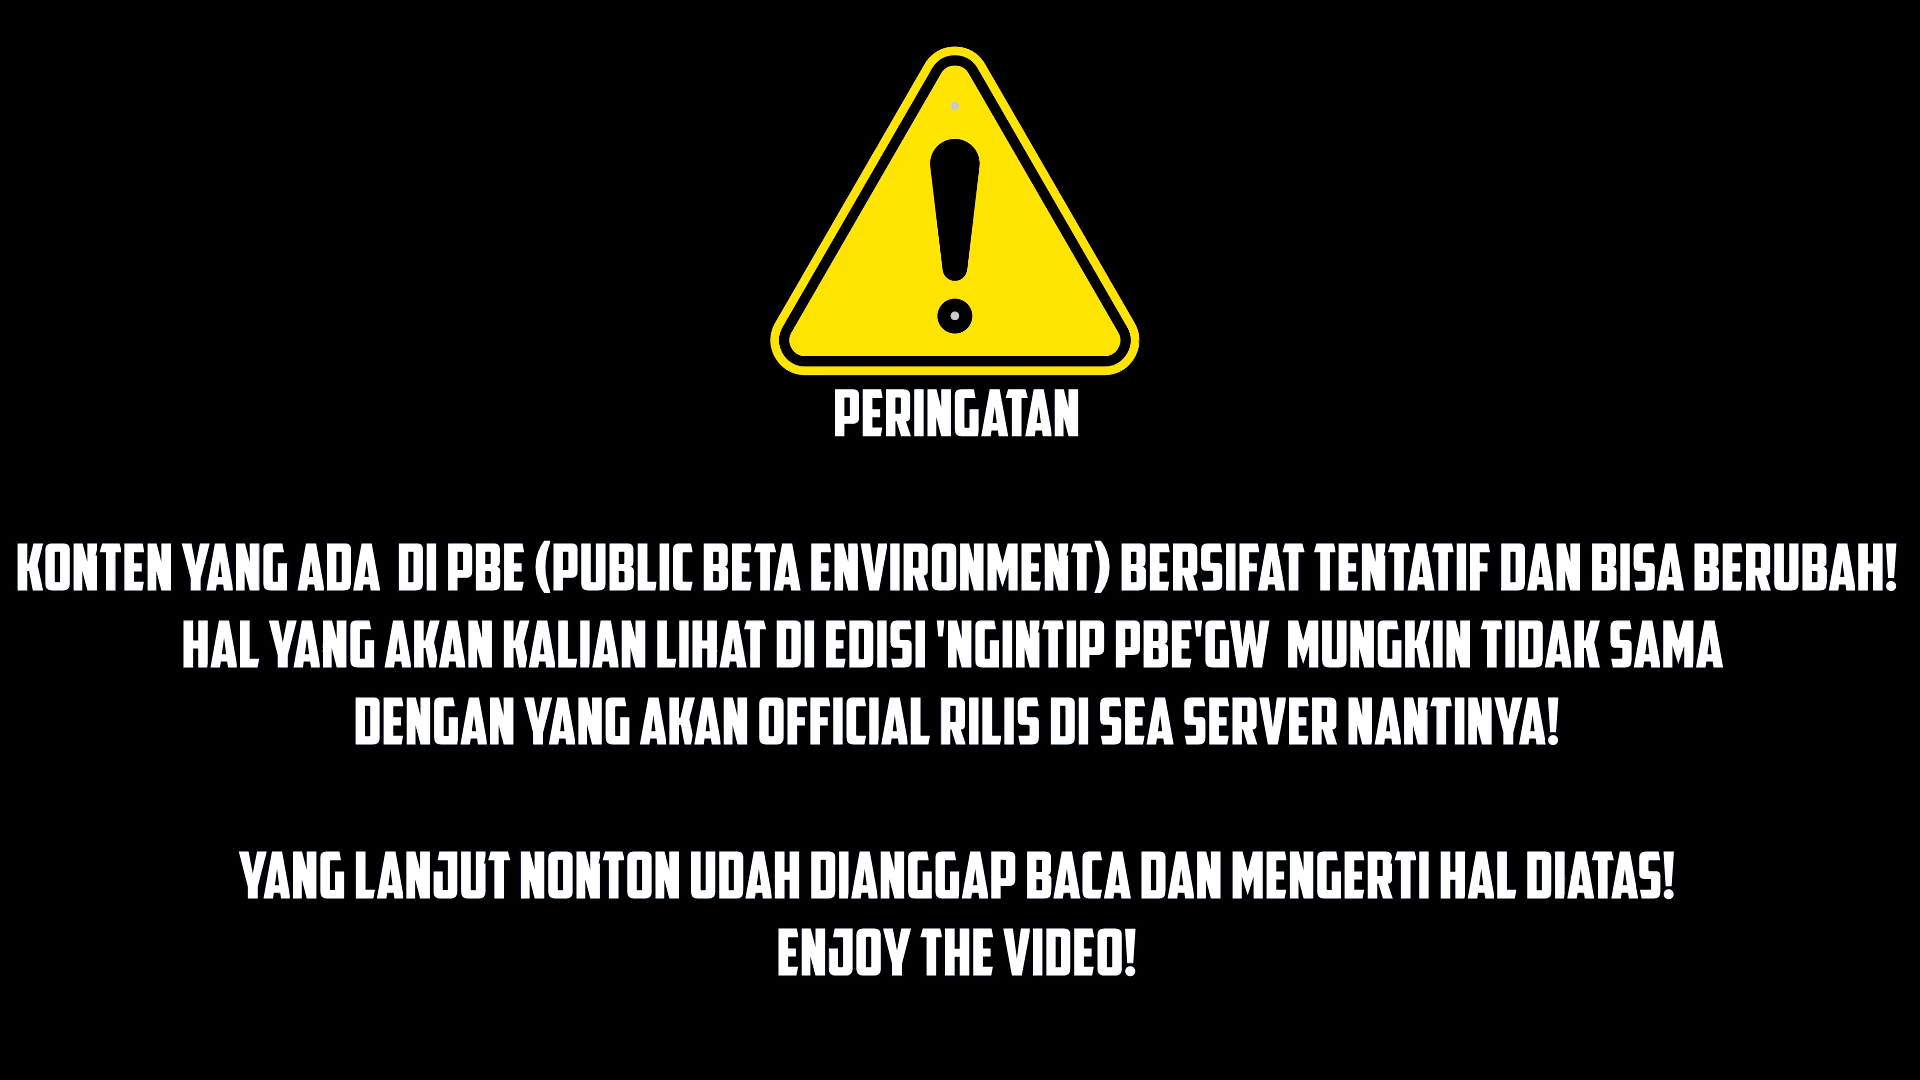 PERINGATAN
KONTEN YANG ADA DI PBE (PUBLIC BETA ENVIRONMENT) BERSIFAT TENTATIF DAN BISA BERUBAH!
HAL YANG AKAN KALIAN LIHAT DI EDISI 'NGINTIP PBE'GW MUNGKIN TIDAK SAMA
DENGAN YANG AKAN OFFICIAL RILIS DI SEA SERVER NANTINYA!
YANG LANJUT NONTON UDAH DIANGGAP BACA DAN MENGERTI HAL DIATAS!
ENJOY THE VIDEO!